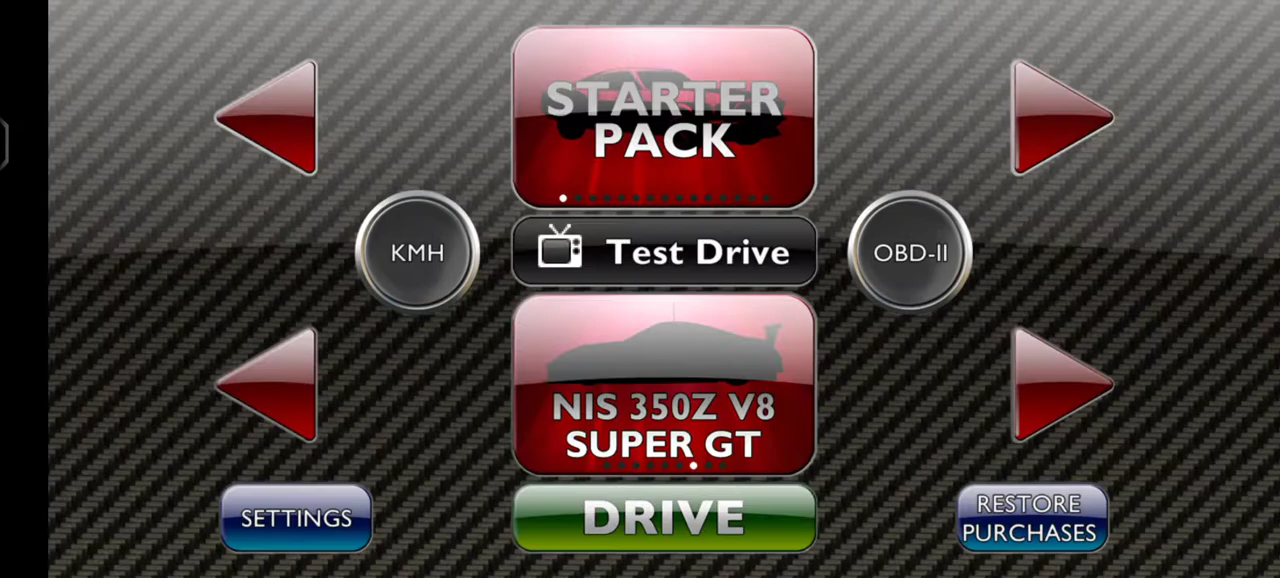 STARTER
PACK
KMH
Test Drive
OBD-II
NIS 350Z V8
SUPER GT
SETTINGS
DRIVE
RESTORE
PURCHASES